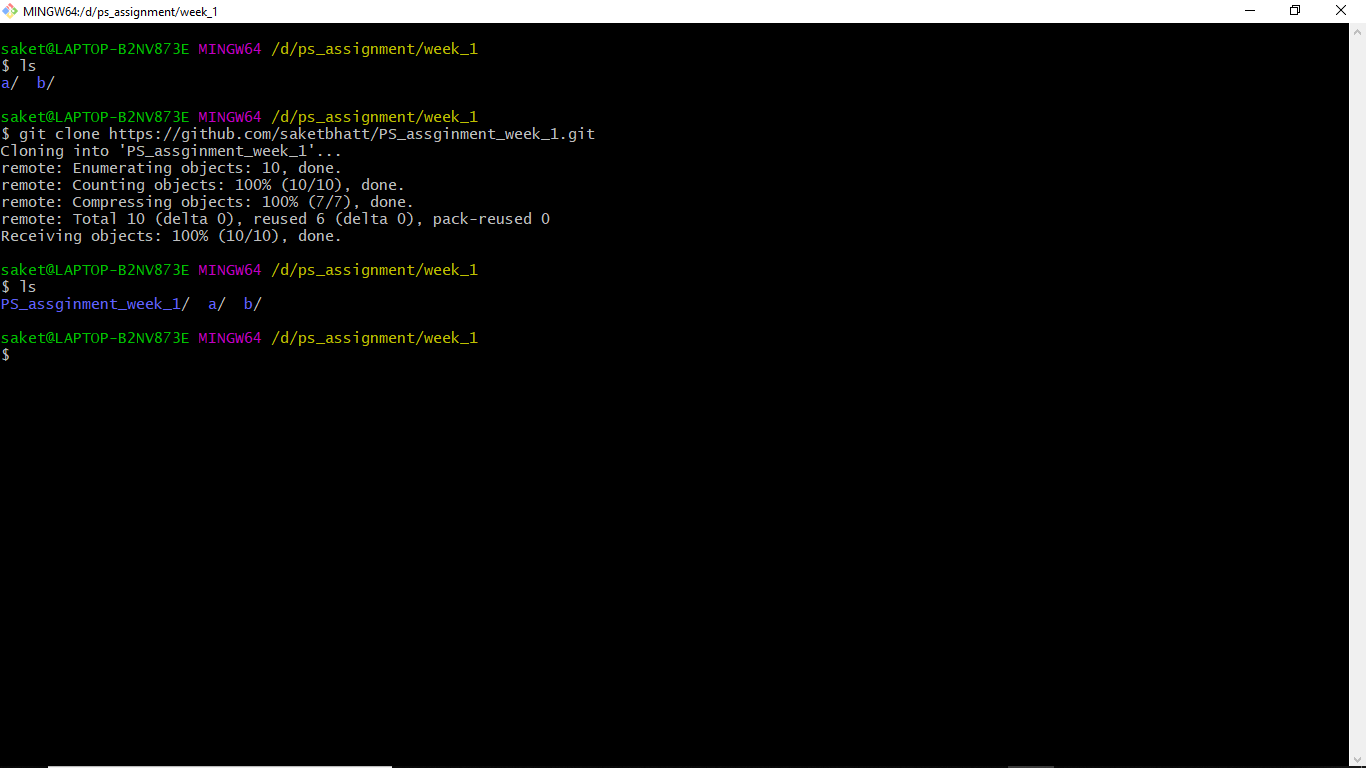 MINGW64:/d/ps_assignment/week_1
saket@LAPTOP-B2NV873E MINGW64 /d/ps_assignment/week_1
$ ls
a/  b/
saket@LAPTOP-B2NV873E MINGW64 /d/ps_assignment/week_1
$ git clone https://github.com/saketbhatt/PS_assginment_week_1.git
Cloning into 'PS_assginment_week_1'...
remote: Enumerating objects: 10, done.
remote: Counting objects: 100% (10/10), done.
remote: Compressing objects: 100% (7/7), done.
remote: Total 10 (delta 0), reused 6 (delta 0), pack-reused 0
Receiving objects: 100% (10/10), done.
saket@LAPTOP-B2NV873E MINGW64 /d/ps_assignment/week_1
$ ls
PS_assginment_week_1/  a/  b/
saket@LAPTOP-B2NV873E MINGW64 /d/ps_assignment/week_1
$